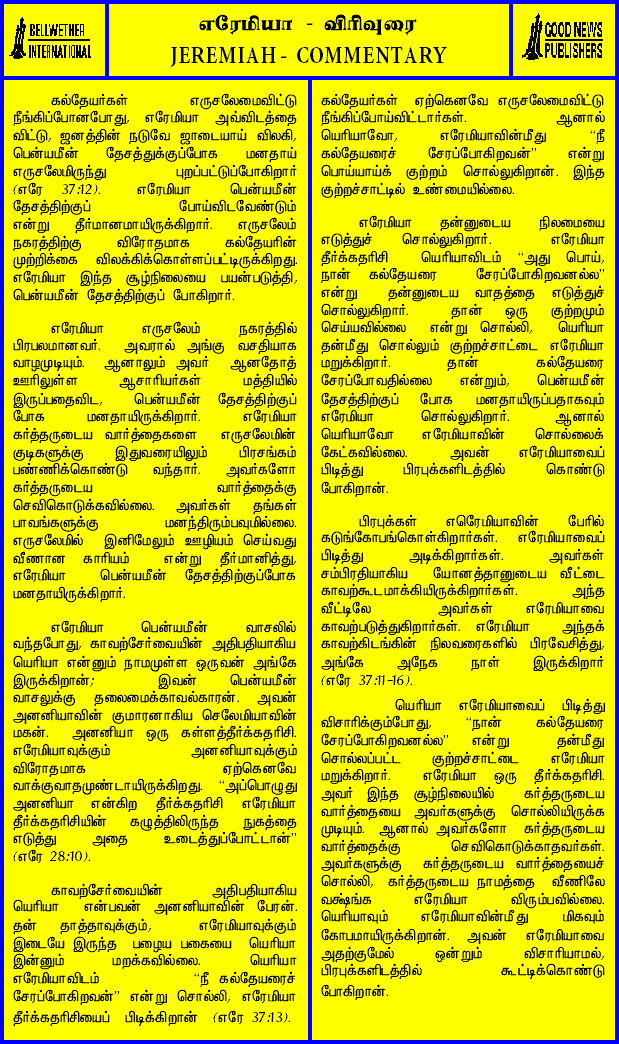 BELLWETHER
INTERNATIONAL
எரேமியா - விரிவுரை
JEREMIAH - COMMENTARY
GOOD NEWS
PUBLISHERS
கல்தேயர்கள் எருசலேமைவிட்டு
நீங்கிப்போனபோது, எரேமியா அவ்விடத்தை
விட்டு, ஜனத்தின் நடுவே ஜாடையாய் விலகி,
பென்யமீன் தேசத்துக்குப்போக மனதாய்
எருசலேமிருந்து புறப்பட்டுப்போகிறார்
(எரே 37:12). எரேமியா பென்யமீன்
தேசத்திற்குப் போய்விடவேண்டும்
என்று தீர்மானமாயிருக்கிறார். எருசலேம்
நகரத்திற்கு விரோதமாக கல்தேயரின்
முற்றிக்கை விலக்கிக்கொள்ளப்பட்டிருக்கிறது.
எரேமியா இந்த சூழ்நிலையை பயன்படுத்தி,
பென்யமீன் தேசத்திற்குப் போகிறார்.
எரேமியா எருசலேம் நகரத்தில்
பிரபலமானவர். அவரால் அங்கு வசதியாக
வாழமுடியும். ஆனாலும் அவர் ஆனதோத்
ஊரிலுள்ள ஆசாரியர்கள் மத்தியில்
இருப்பதைவிட, பென்யமீன் தேசத்திற்குப்
போக மனதாயிருக்கிறார். எரேமியா
கர்த்தருடைய வார்த்தைகளை எருசலேமின்
குடிகளுக்கு இதுவரையிலும் பிரசங்கம்
பண்ணிக்கொண்டு வந்தார். அவர்களோ
கர்த்தருடைய வார்த்தைக்கு
செவிகொடுக்கவில்லை. அவர்கள் தங்கள்
பாவங்களுக்கு மனந்திரும்பவுமில்லை.
எருசலேமில் இனிமேலும் ஊழியம் செய்வது
வீணான காரியம் என்று தீர்மானித்து,
எரேமியா பென்யமீன் தேசத்திற்குப்போக
மனதாயிருக்கிறார்.
எரேமியா பென்யமீன் வாசலில்
வந்தபோது, காவற்சேர்வையின் அதிபதியாகிய
யெரியா என்னும் நாமமுள்ள ஒருவன் அங்கே
இருக்கிறான்; இவன் பென்யமீன்
வாசலுக்கு தலைமைக்காவல்காரன். அவன்
அனனியாவின் குமாரனாகிய செலேமியாவின்
மகன். அனனியா ஒரு கள்ளத்தீர்க்கதரிசி.
எரேமியாவுக்கும் அனனியாவுக்கும்
விரோதமாக ஏற்கெனவே
வாக்குவாதமுண்டாயிருக்கிறது. “அப்பொழுது
அனனியா என்கிற தீர்க்கதரிசி எரேமியா
தீர்க்கதரிசியின் கழுத்திலிருந்த நுகத்தை
எடுத்து அதை உடைத்துப்போட்டான்”
(எரே 28:10).
காவற்சேர்வையின் அதிபதியாகிய
யெரியா என்பவன் அனனியாவின் பேரன்.
தன் தாத்தாவுக்கும், எரேமியாவுக்கும்
இடையே இருந்த பழைய பகையை யெரியா
இன்னும் மறக்கவில்லை. யெரியா
எரேமியாவிடம் “நீ கல்தேயரைச்
சேரப்போகிறவன்” என்று சொல்லி, எரேமியா
தீர்க்கதரிசியைப் பிடிக்கிறான் (எரே 37:13).
கல்தேயர்கள் ஏற்கெனவே எருசலேமைவிட்டு
நீங்கிப்போய்விட்டார்கள். ஆனால்
யெரியாவோ, எரேமியாவின்மீது “நீ
கல்தேயரைச் சேரப்போகிறவன்” என்று
பொய்யாய்க் குற்றம் சொல்லுகிறான். இந்த
குற்றச்சாட்டில் உண்மையில்லை.
எரேமியா தன்னுடைய நிலமையை
எடுத்துச் சொல்லுகிறார். எரேமியா
தீர்க்கதரிசி யெரியாவிடம் “அது பொய்,
நான் கல்தேயரை சேரப்போகிறவனல்ல”
என்று தன்னுடைய வாதத்தை எடுத்துச்
சொல்லுகிறார். தான் ஒரு குற்றமும்
செய்யவில்லை என்று சொல்லி, யெரியா
தன்மீது சொல்லும் குற்றச்சாட்டை எரேமியா
மறுக்கிறார். தான் கல்தேயரை
சேரப்போவதில்லை என்றும், பென்யமீன்
தேசத்திற்குப் போக மனதாயிருப்பதாகவும்
எரேமியா சொல்லுகிறார். ஆனால்
யெரியாவோ எரேமியாவின் சொல்லைக்
கேட்கவில்லை. அவன் எரேமியாவைப்
பிடித்து பிரபுக்களிடத்தில் கொண்டு
போகிறான்.
பிரபுக்கள் எரெேமியாவின் பேரில்
கடுங்கோபங்கொள்கிறார்கள். எரேமியாவைப்
பிடித்து அடிக்கிறார்கள். அவர்கள்
சம்பிரதியாகிய யோனத்தானுடைய வீட்டை
காவற்கூடமாக்கியிருக்கிறார்கள். அந்த
வீட்டிலே அவர்கள் எரேமியாவை
காவற்படுத்துகிறார்கள். எரேமியா அந்தக்
காவற்கிடங்கின் நிலவரைகளில் பிரவேசித்து,
அங்கே அநேக நாள் இருக்கிறார்
(எரே 37:11-16).
யெரியா எரேமியாவைப் பிடித்து
விசாரிக்கும்போது, “நான் கல்தேயரை
சேரப்போகிறவனல்ல” என்று தன்மீது
சொல்லப்பட்ட குற்றச்சாட்டை எரேமியா
மறுக்கிறார். எரேமியா ஒரு தீர்க்கதரிசி.
அவர் இந்த சூழ்நிலையில் கர்த்தருடைய
வார்த்தையை அவர்களுக்கு சொல்லியிருக்க
முடியும். ஆனால் அவர்களோ கர்த்தருடைய
வார்த்தைக்கு செவிகொடுக்காதவர்கள்.
அவர்களுக்கு கர்த்தருடைய வார்த்தையைச்
சொல்லி, கர்த்தருடைய நாமத்தை வீணிலே
வக்ஷங்க எரேமியா விரும்பவில்லை.
யெரியாவும் எரேமியாவின்மீது மிகவும்
கோபமாயிருக்கிறான். அவன் எரேமியாவை
அதற்குமேல் ஒன்றும் விசாரியாமல்,
பிரபுக்களிடத்தில் கூட்டிக்கொண்டு
போகிறான்.